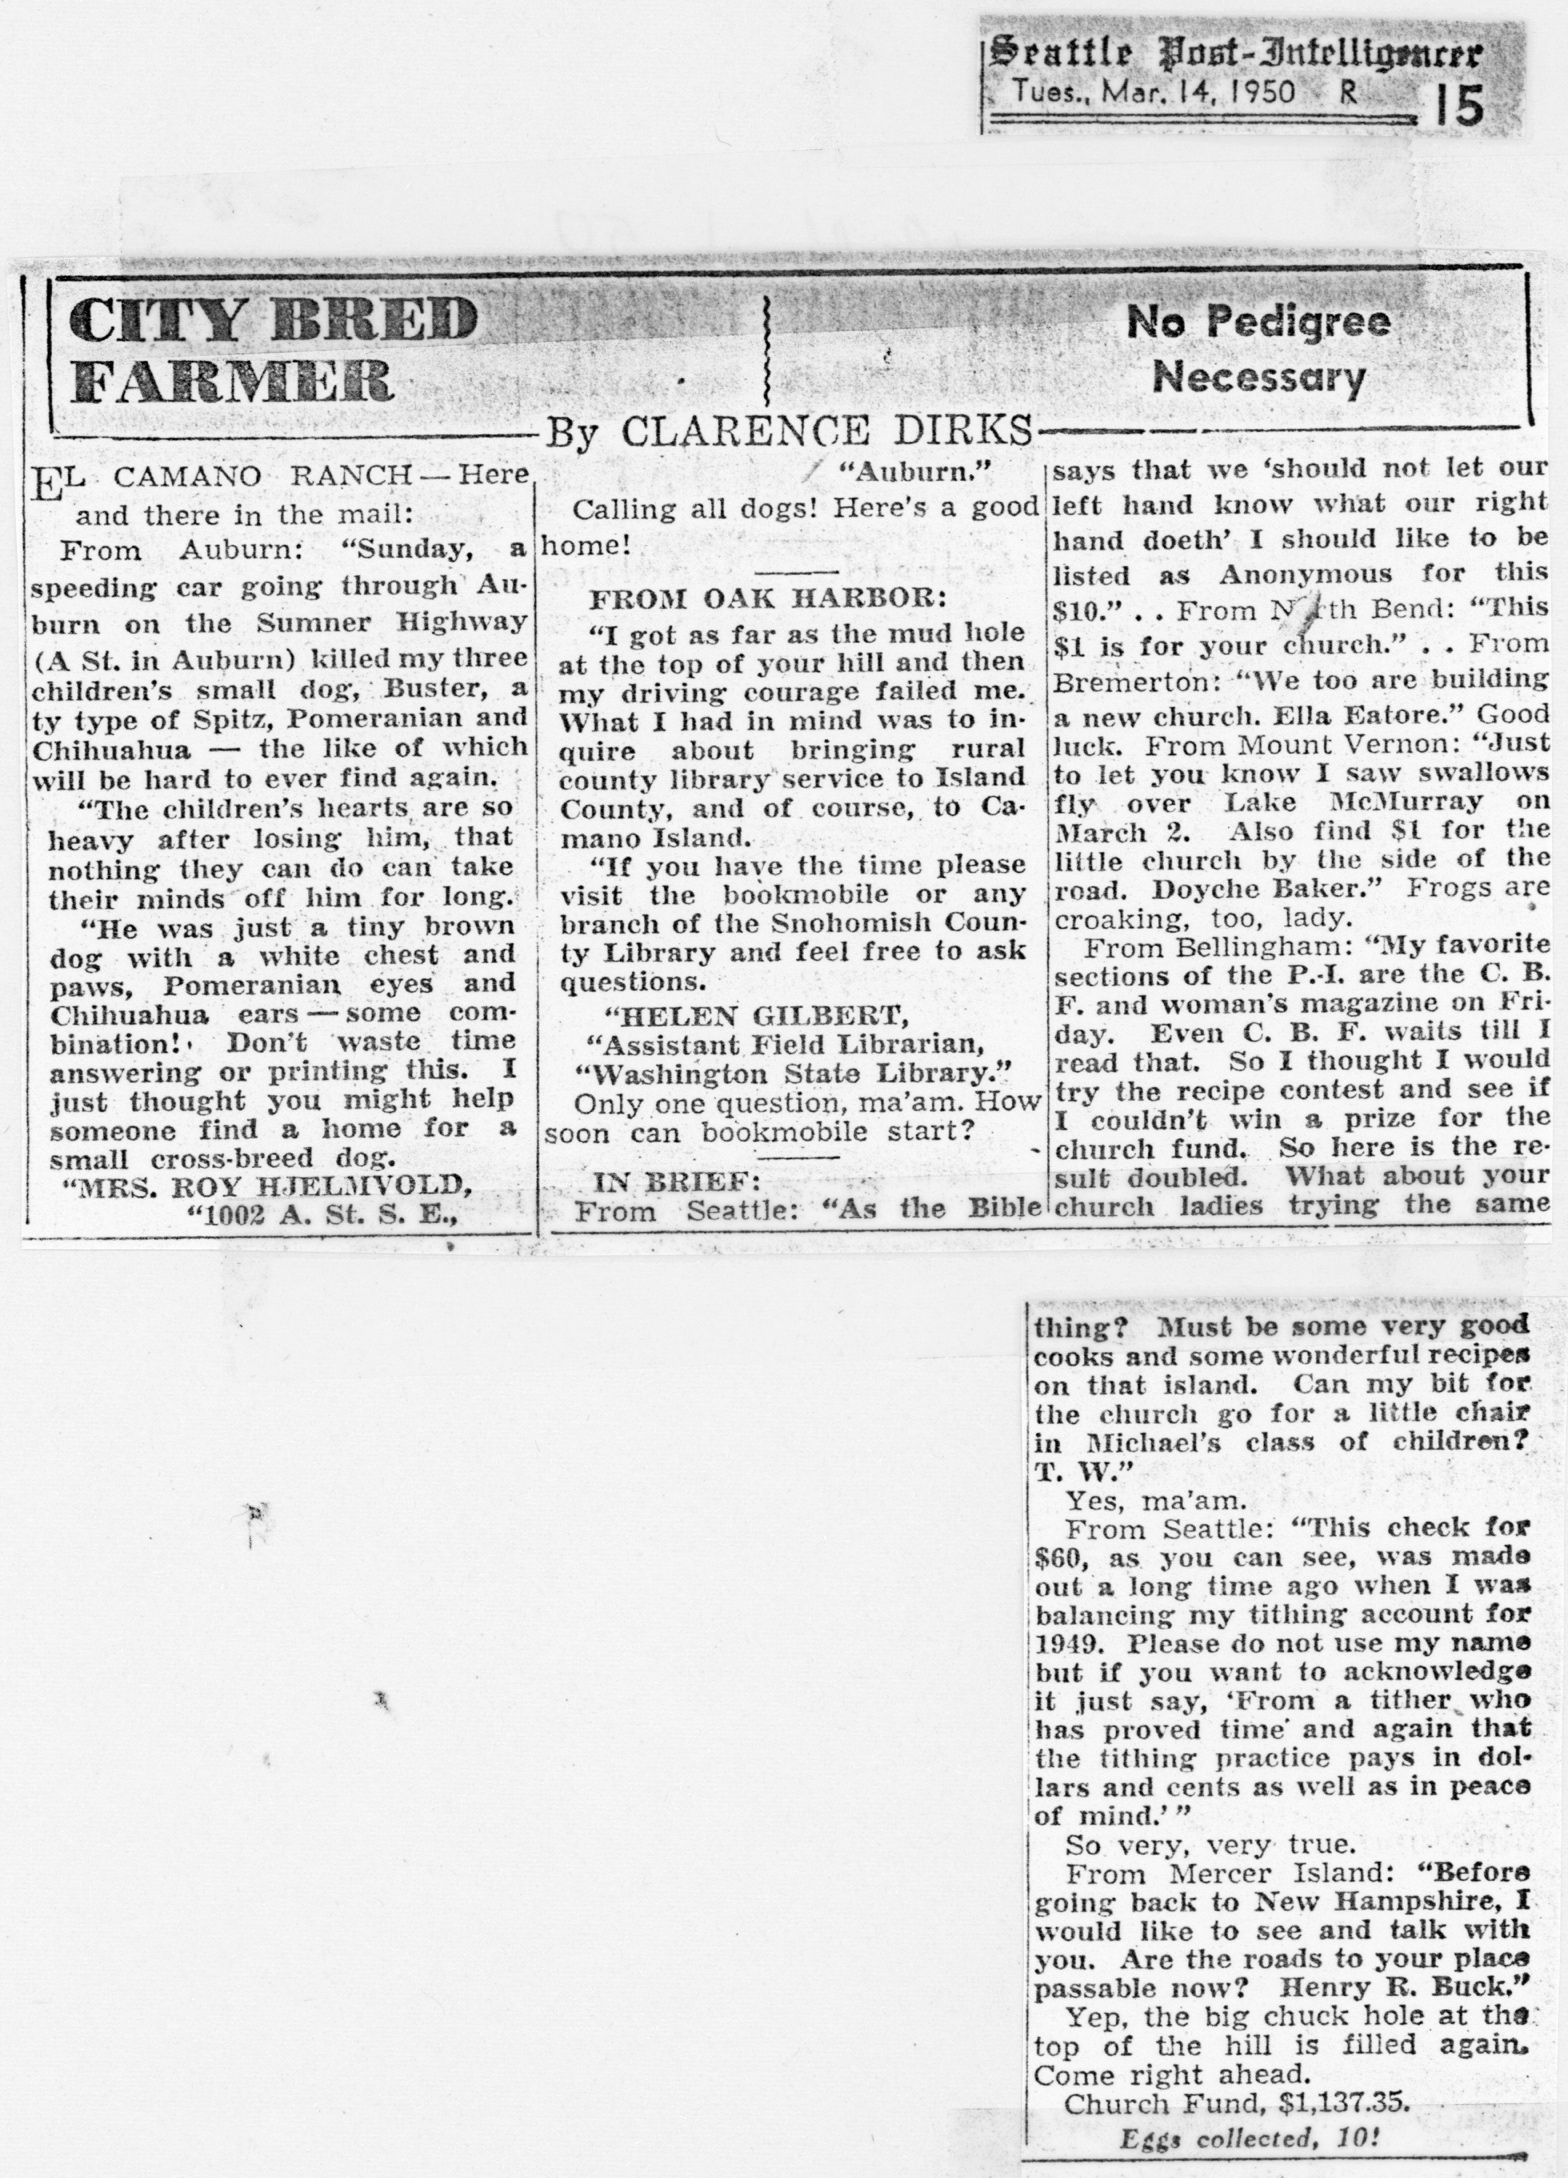 Seattle Post-Intelligencer
Tues., Mar. 14, 1950 R 15
CITY BRED
FARMER
No Pedigree
Necessary
By CLARENCE DIRKS
EL CAMANO RANCH — Here
and there in the mail:
From Auburn: “Sunday, a
speeding car going through Au-
burn on the Sumner Highway
(A St. in Auburn) killed my three
children's small dog, Buster, a
ty type of Spitz, Pomeranian and
Chihuahua — the like of which
will be hard to ever find again.
“The children's hearts are so
heavy after losing him, that
nothing they can do can take
their minds off him for long.
“He was just a tiny brown
dog with a white chest and
paws, Pomeranian eyes and
Chihuahua ears — some com-
bination! Don't waste time
answering or printing this. I
just thought you might help
someone find a home for a
small cross-breed dog.
“MRS. ROY HJELMVOLD,
“1002 A. St. S. E.,
“Auburn.”
Calling all dogs! Here's a good
home!
FROM OAK HARBOR:
“I got as far as the mud hole
at the top of your hill and then
my driving courage failed me.
What I had in mind was to in-
quire about bringing rural
county library service to Island
County, and of course, to Ca-
mano Island.
“If you have the time please
visit the bookmobile or any
branch of the Snohomish Coun-
ty Library and feel free to ask
questions.
“HELEN GILBERT,
“Assistant Field Librarian,
“Washington State Library.”
Only one question, ma'am. How
soon can bookmobile start?
IN BRIEF:
From Seattle: “As the Bible
says that we ‘should not let our
left hand know what our right
hand doeth’ I should like to be
listed as Anonymous for this
$10.” . . From North Bend: “This
$1 is for your church.” . . From
Bremerton: “We too are building
a new church. Ella Eatore.” Good
luck. From Mount Vernon: “Just
to let you know I saw swallows
fly over Lake McMurray on
March 2. Also find $1 for the
little church by the side of the
road. Doyche Baker.” Frogs are
croaking, too, lady.
From Bellingham: “My favorite
sections of the P.-I. are the C. B.
F. and woman's magazine on Fri-
day. Even C. B. F. waits till I
read that. So I thought I would
try the recipe contest and see if
I couldn't win a prize for the
church fund. So here is the re-
sult doubled. What about your
church ladies trying the same
thing? Must be some very good
cooks and some wonderful recipes
on that island. Can my bit for
the church go for a little chair
in Michael's class of children?
T. W.”
Yes, ma'am.
From Seattle: “This check for
$60, as you can see, was made
out a long time ago when I was
balancing my tithing account for
1949. Please do not use my name
but if you want to acknowledge
it just say, ‘From a tither who
has proved time and again that
the tithing practice pays in dol-
lars and cents as well as in peace
of mind.’ ”
So very, very true.
From Mercer Island: “Before
going back to New Hampshire, I
would like to see and talk with
you. Are the roads to your place
passable now? Henry R. Buck.”
Yep, the big chuck hole at the
top of the hill is filled again.
Come right ahead.
Church Fund, $1,137.35.
Eggs collected, 10!